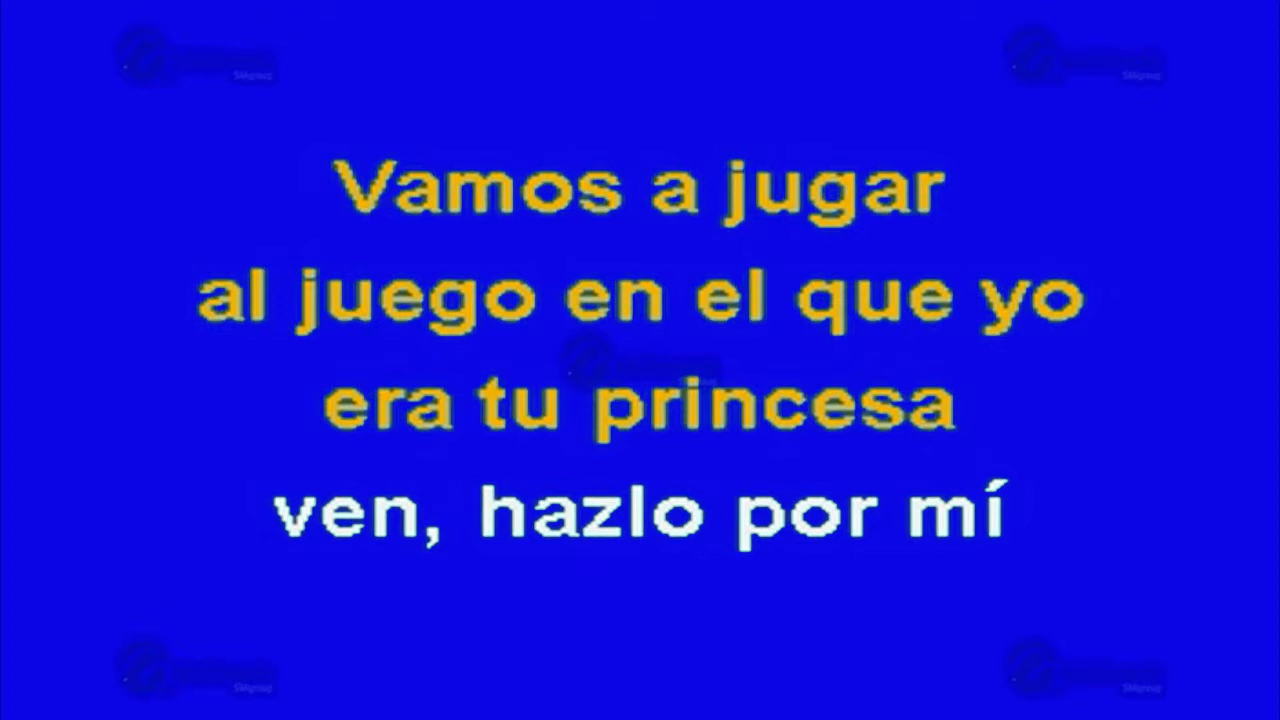 Vamos a jugar
al juego en el que yo
era tu princesa
ven, hazlo por mí